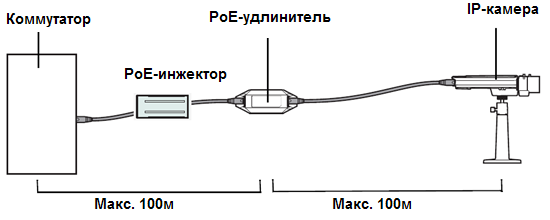 Коммутатор
PoE-удлинитель
IP-камера
PoE-инжектор
Макс. 100м
Макс. 100м